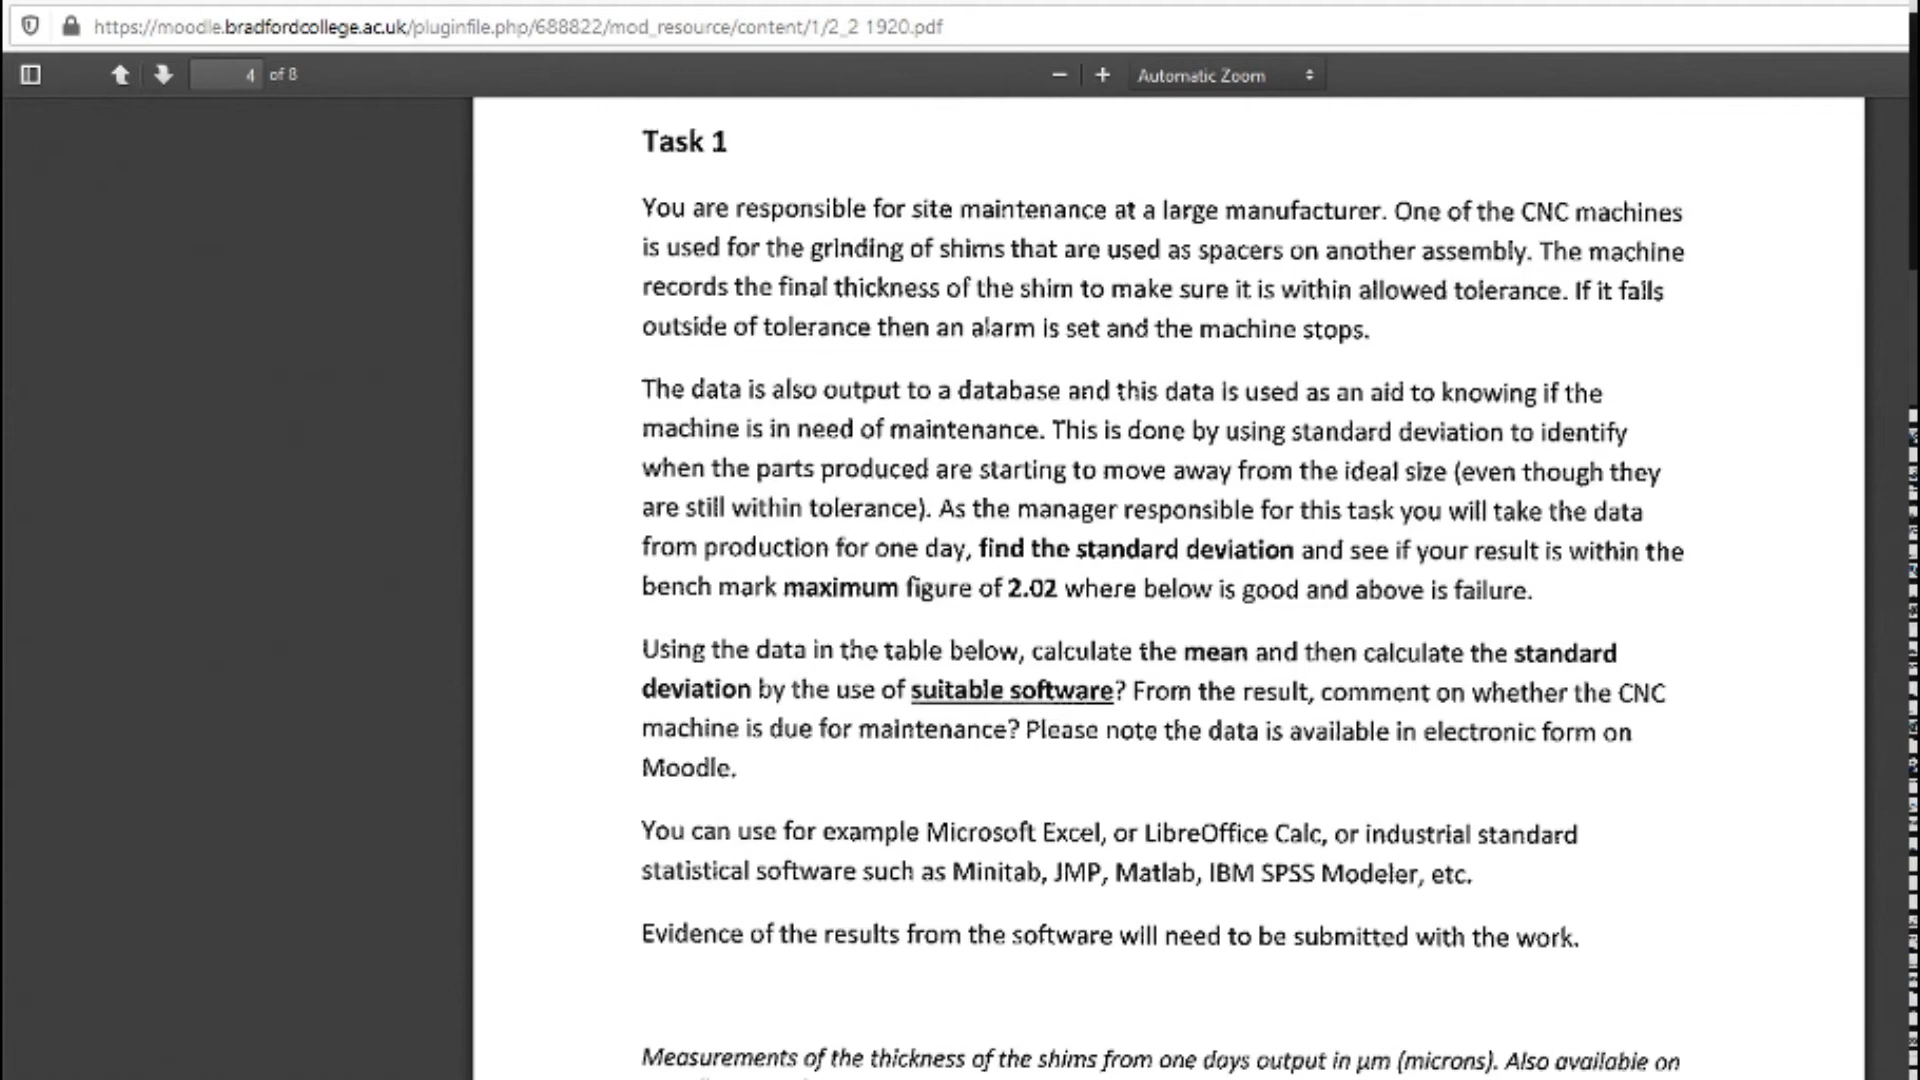 https://moodle.bradfordcollege.ac.uk/pluginfile.php/688822/mod_resource/content/1/2_2 1920.pdf
4 of 8
Automatic Zoom
Task 1
You are responsible for site maintenance at a large manufacturer. One of the CNC machines
is used for the grinding of shims that are used as spacers on another assembly. The machine
records the final thickness of the shim to make sure it is within allowed tolerance. If it falls
outside of tolerance then an alarm is set and the machine stops.
The data is also output to a database and this data is used as an aid to knowing if the
machine is in need of maintenance. This is done by using standard deviation to identify
when the parts produced are starting to move away from the ideal size (even though they
are still within tolerance). As the manager responsible for this task you will take the data
from production for one day, find the standard deviation and see if your result is within the
bench mark maximum figure of 2.02 where below is good and above is failure.
Using the data in the table below, calculate the mean and then calculate the standard
deviation by the use of suitable software? From the result, comment on whether the CNC
machine is due for maintenance? Please note the data is available in electronic form on
Moodle.
You can use for example Microsoft Excel, or LibreOffice Calc, or industrial standard
statistical software such as Minitab, JMP, Matlab, IBM SPSS Modeler, etc.
Evidence of the results from the software will need to be submitted with the work.
Measurements of the thickness of the shims from one days output in µm (microns). Also available on